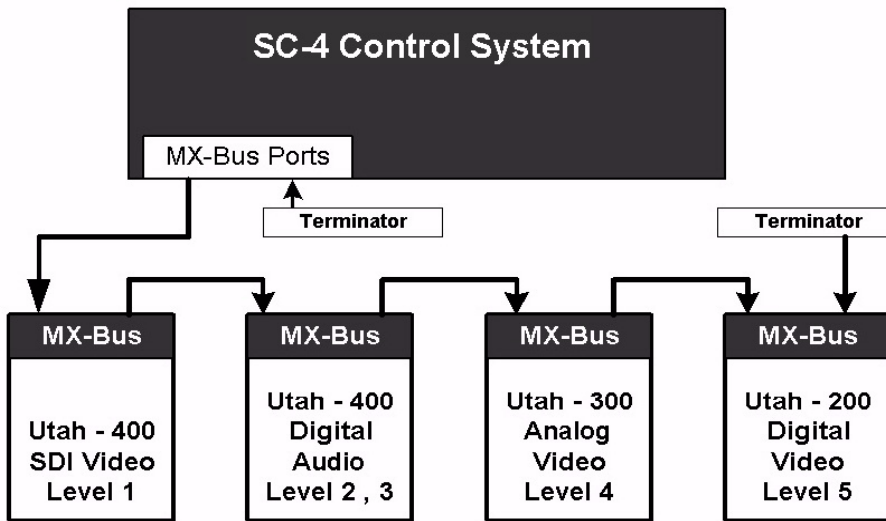 SC-4 Control System
MX-Bus Ports
Terminator
Terminator
MX-Bus
Utah - 400
SDI Video
Level 1
MX-Bus
Utah - 400
Digital
Audio
Level 2 , 3
MX-Bus
Utah - 300
Analog
Video
Level 4
MX-Bus
Utah - 200
Digital
Video
Level 5